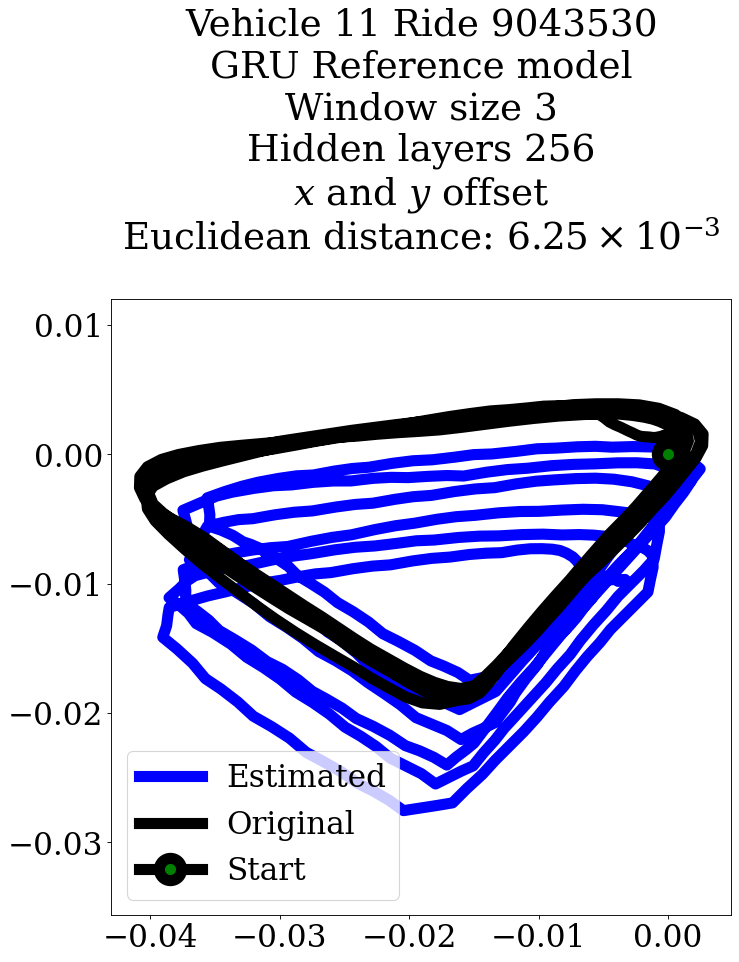 Vehicle 11 Ride 9043530
GRU Reference model
Window size 3
Hidden layers 256
x and y offset
Euclidean distance: 6.25 × 10⁻³
0.01
0.00
−0.01
−0.02
−0.03
Estimated
Original
Start
−0.04 −0.03 −0.02 −0.01 0.00